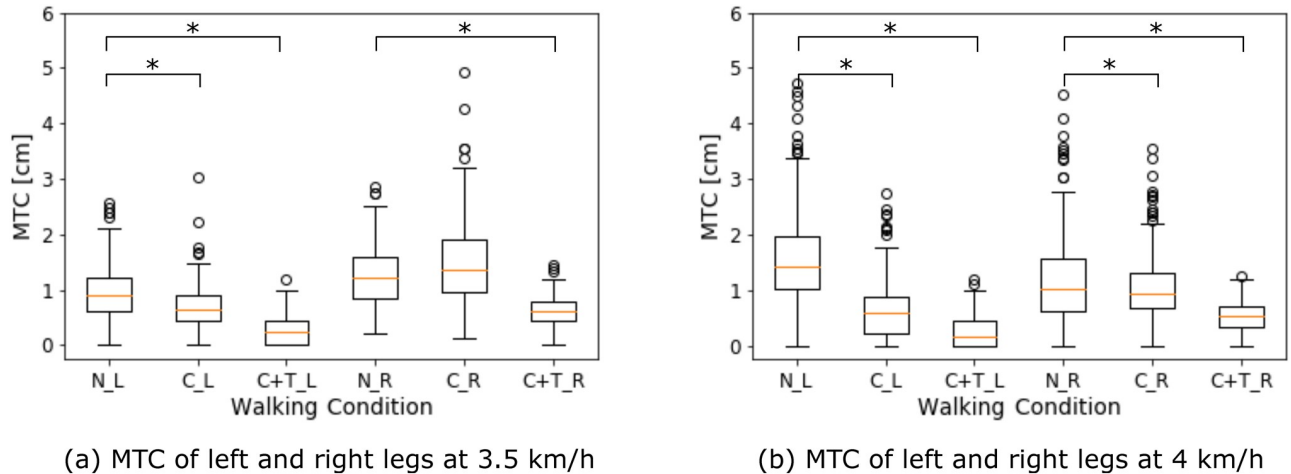 6
5
4
3
2
1
0
MTC [cm]
*
*
*
N_L
C_L
C+T_L
N_R
C_R
C+T_R
Walking Condition
(a) MTC of left and right legs at 3.5 km/h
6
5
4
3
2
1
0
MTC [cm]
*
*
*
*
N_L
C_L
C+T_L
N_R
C_R
C+T_R
Walking Condition
(b) MTC of left and right legs at 4 km/h